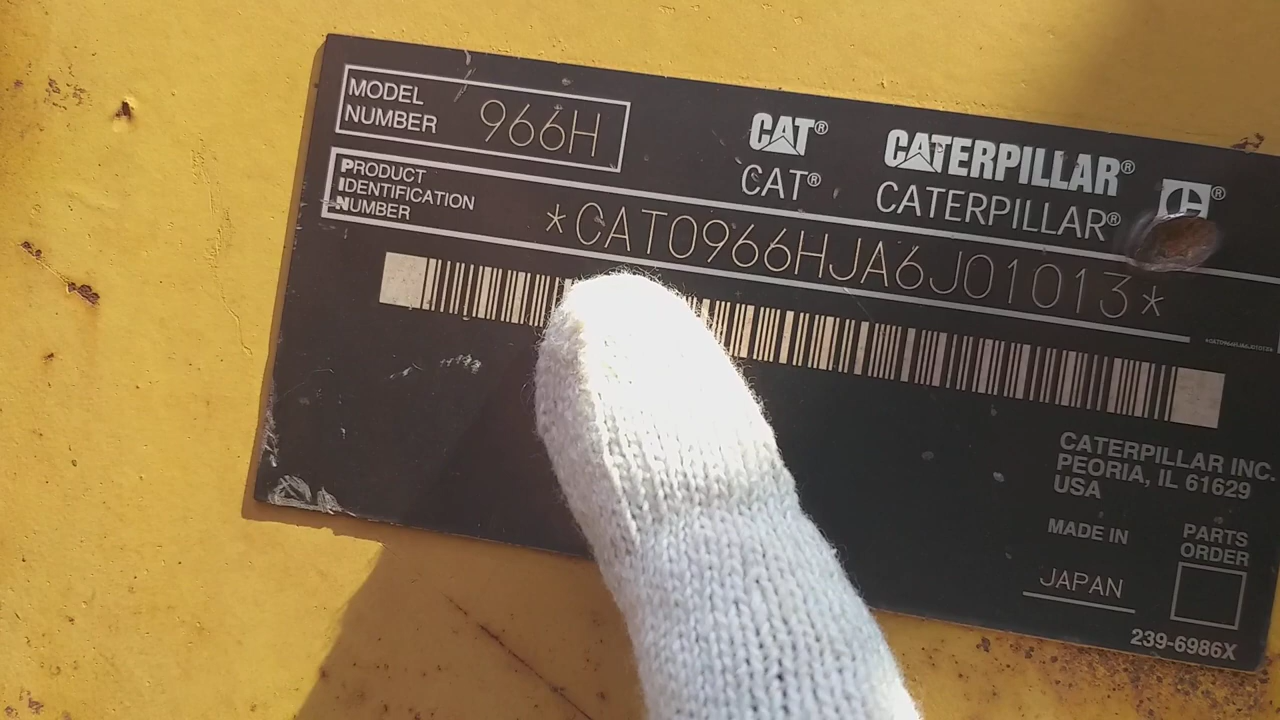 MODEL
NUMBER
966H
CAT®
CAT®
CATERPILLAR®
CATERPILLAR®
®
PRODUCT
IDENTIFICATION
NUMBER
*CAT0966HJA6J01013*
CATERPILLAR INC.
PEORIA, IL 61629
USA
MADE IN
JAPAN
PARTS
ORDER
239-6986X